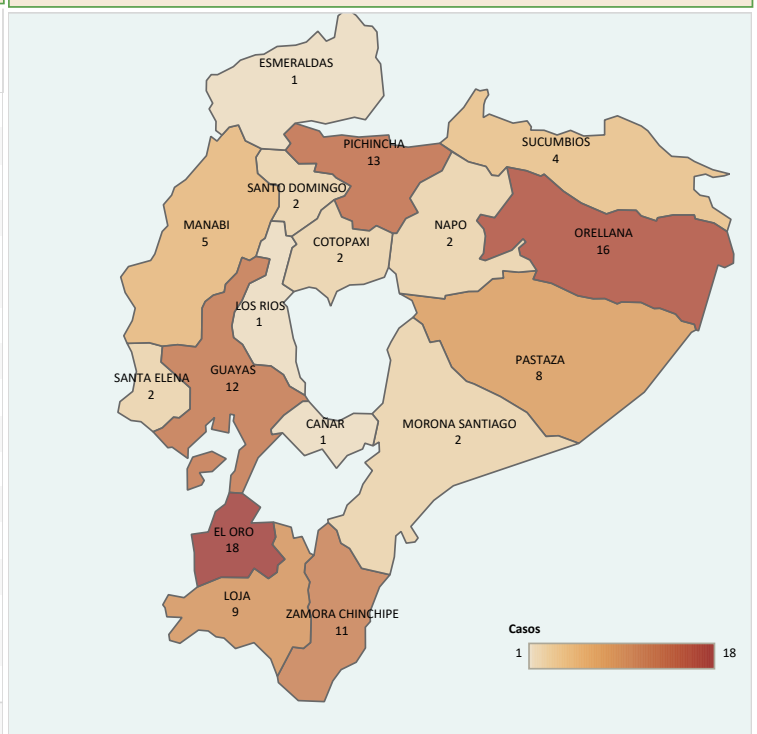 ESMERALDAS
1
PICHINCHA
13
SUCUMBIOS
4
SANTO DOMINGO
2
MANABI
5
COTOPAXI
2
NAPO
2
ORELLANA
16
LOS RIOS
1
SANTA ELENA
2
GUAYAS
12
PASTAZA
8
CAÑAR
1
MORONA SANTIAGO
2
EL ORO
18
LOJA
9
ZAMORA CHINCHIPE
11
Casos
1 18